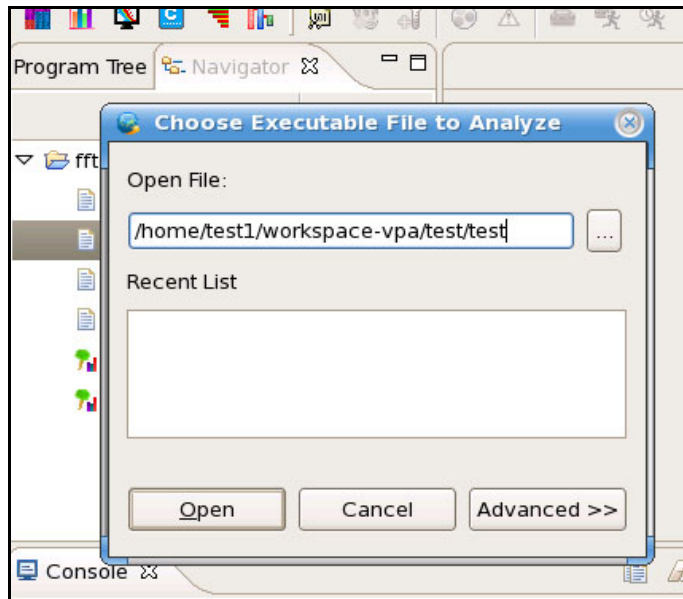 Program Tree Navigator
Choose Executable File to Analyze
fft
Open File:
/home/test1/workspace-vpa/test/test
...
Recent List
Open Cancel Advanced >>
Console